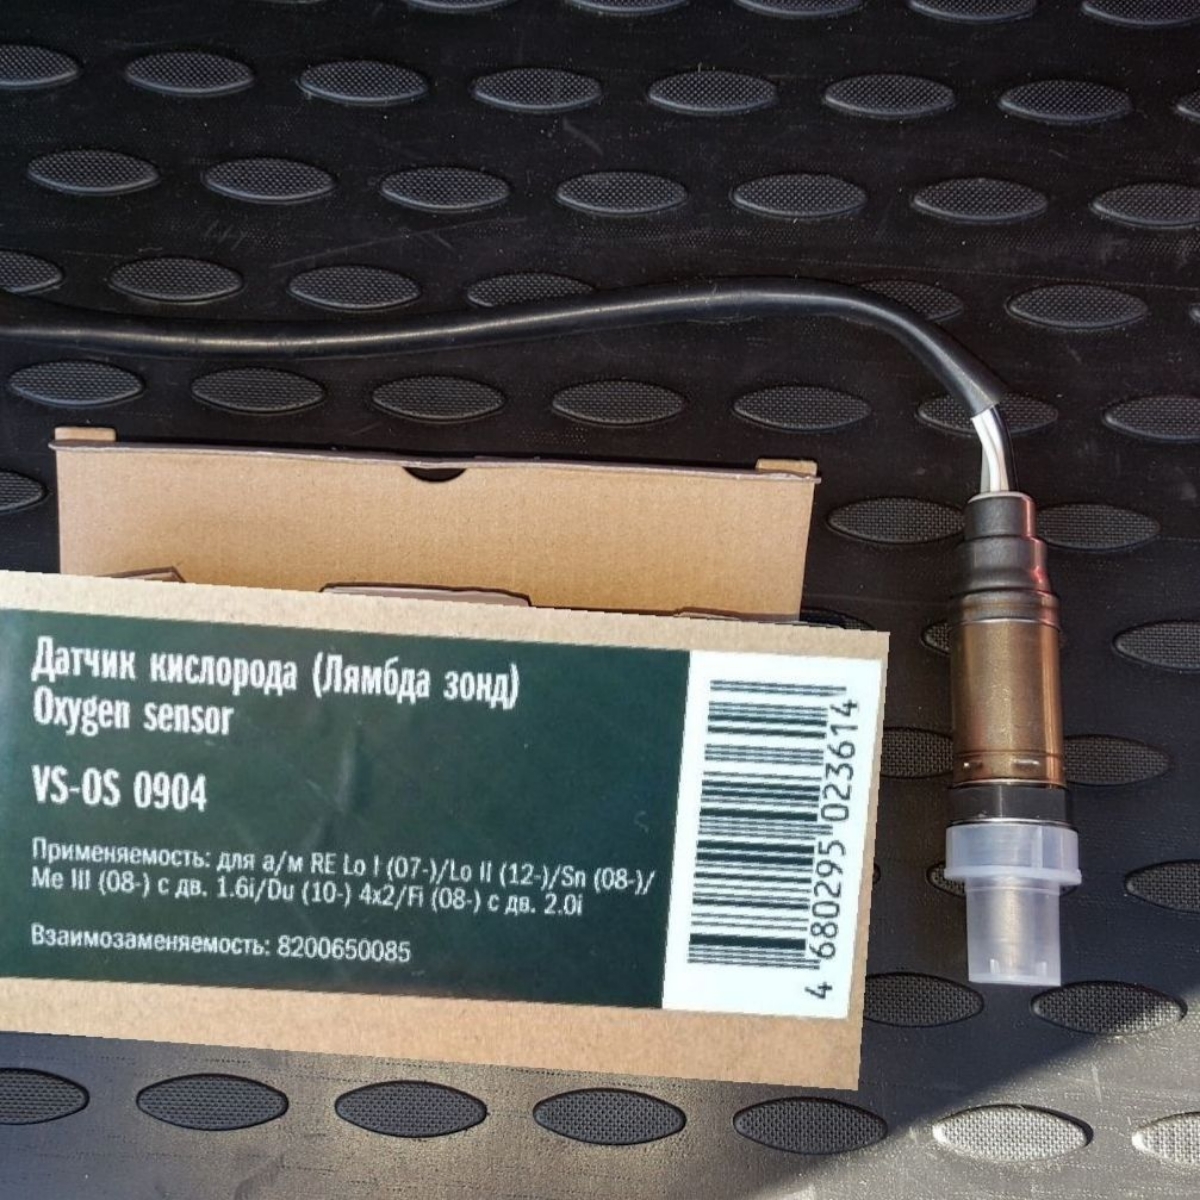 Датчик кислорода (Лямбда зонд)
Oxygen sensor
VS-OS 0904
Применяемость: для а/м RE Lo I (07-)/Lo II (12-)/Sn (08-)/
Me III (08-) с дв. 1.6i/Du (10-) 4x2/Fl (08-) с дв. 2.0i
Взаимозаменяемость: 8200650085
4 680295 023614